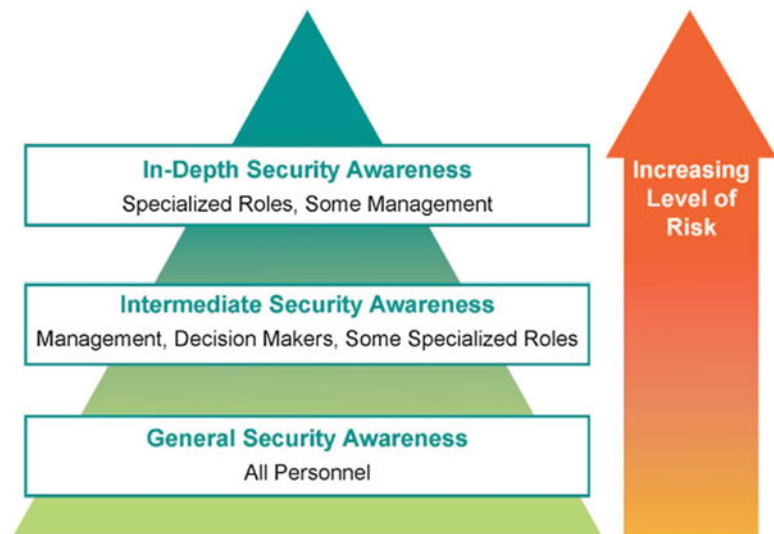 In-Depth Security Awareness
Specialized Roles, Some Management
Increasing
Level of
Risk
Intermediate Security Awareness
Management, Decision Makers, Some Specialized Roles
General Security Awareness
All Personnel